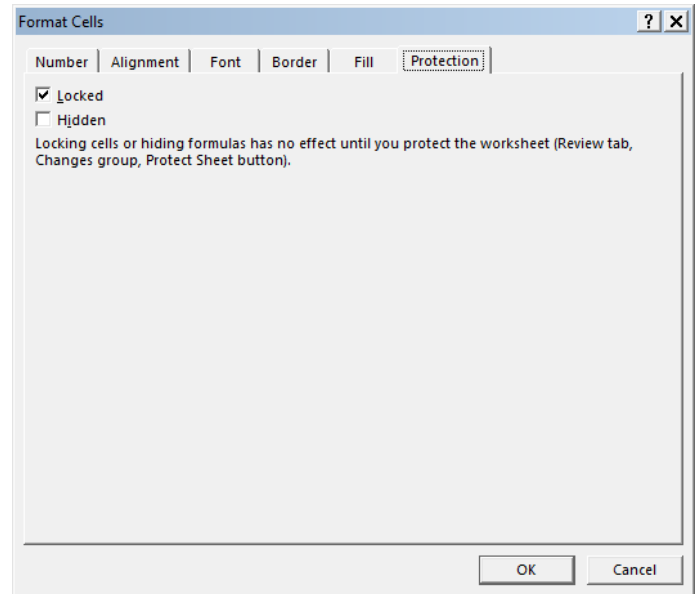 Format Cells ? X
Number Alignment Font Border Fill Protection
Locked
Hidden
Locking cells or hiding formulas has no effect until you protect the worksheet (Review tab,
Changes group, Protect Sheet button).
OK Cancel